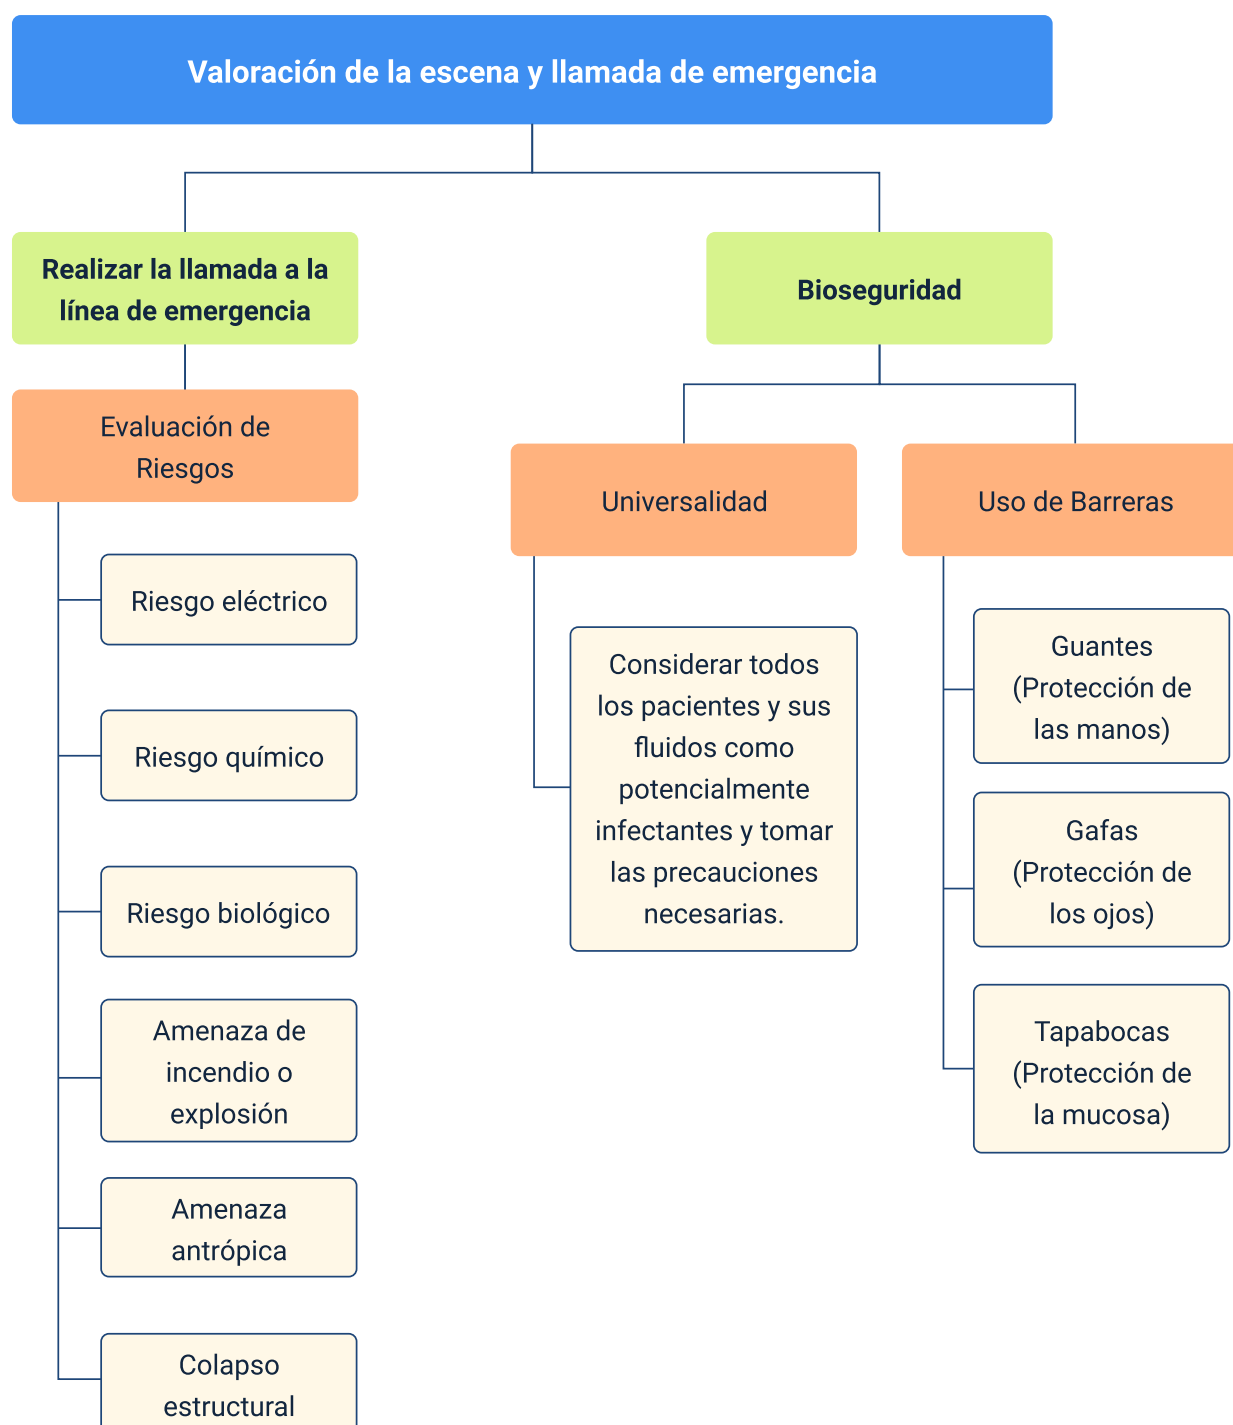 Valoración de la escena y llamada de emergencia
Realizar la llamada a la
línea de emergencia
Evaluación de
Riesgos
Riesgo eléctrico
Riesgo químico
Riesgo biológico
Amenaza de
incendio o
explosión
Amenaza
antrópica
Colapso
estructural
Bioseguridad
Universalidad
Considerar todos
los pacientes y sus
fluidos como
potencialmente
infectantes y tomar
las precauciones
necesarias.
Uso de Barreras
Guantes
(Protección de
las manos)
Gafas
(Protección de
los ojos)
Tapabocas
(Protección de
la mucosa)